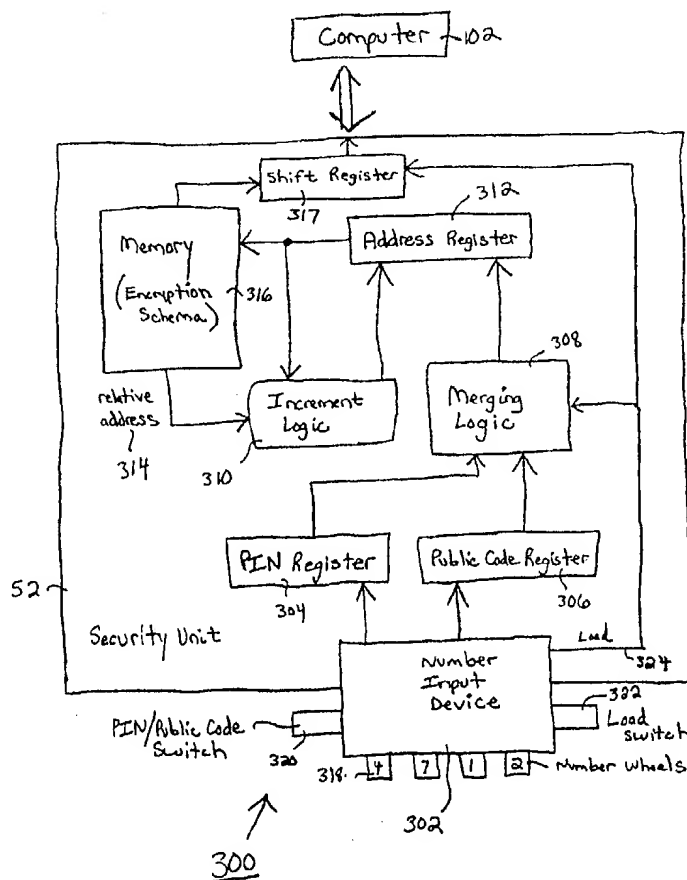 Computer
102
Shift Register
317
312
Address Register
Memory
(Encryption
Schema)
316
308
relative
address
314
Increment
Logic
310
Merging
Logic
PIN Register
304
Public Code Register
306
52
Security Unit
Load
324
Number
Input
Device
322
PIN/Public Code
Switch
320
Load
switch
318
4 7 1 2
Number Wheels
302
300